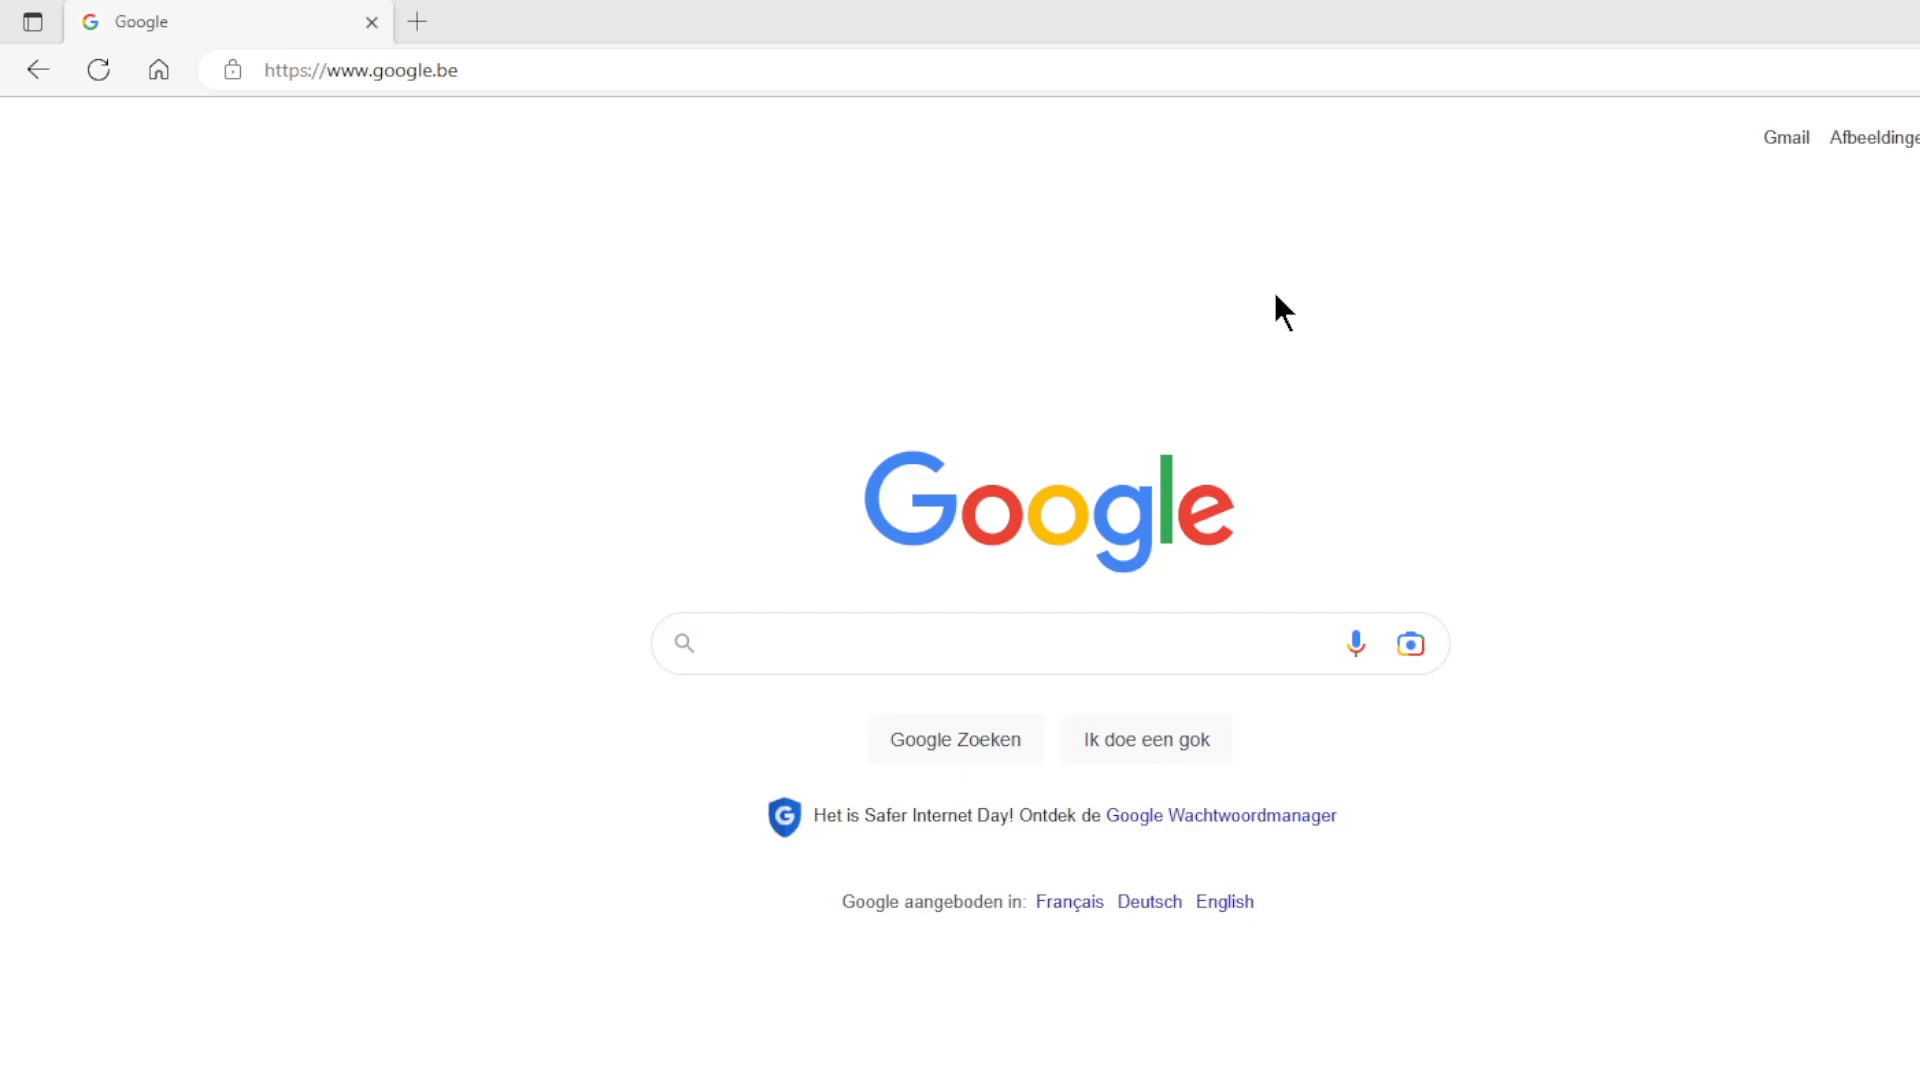 Google
https://www.google.be
Gmail Afbeeldinge
Google
Google Zoeken Ik doe een gok
G Het is Safer Internet Day! Ontdek de Google Wachtwoordmanager
Google aangeboden in: Français Deutsch English